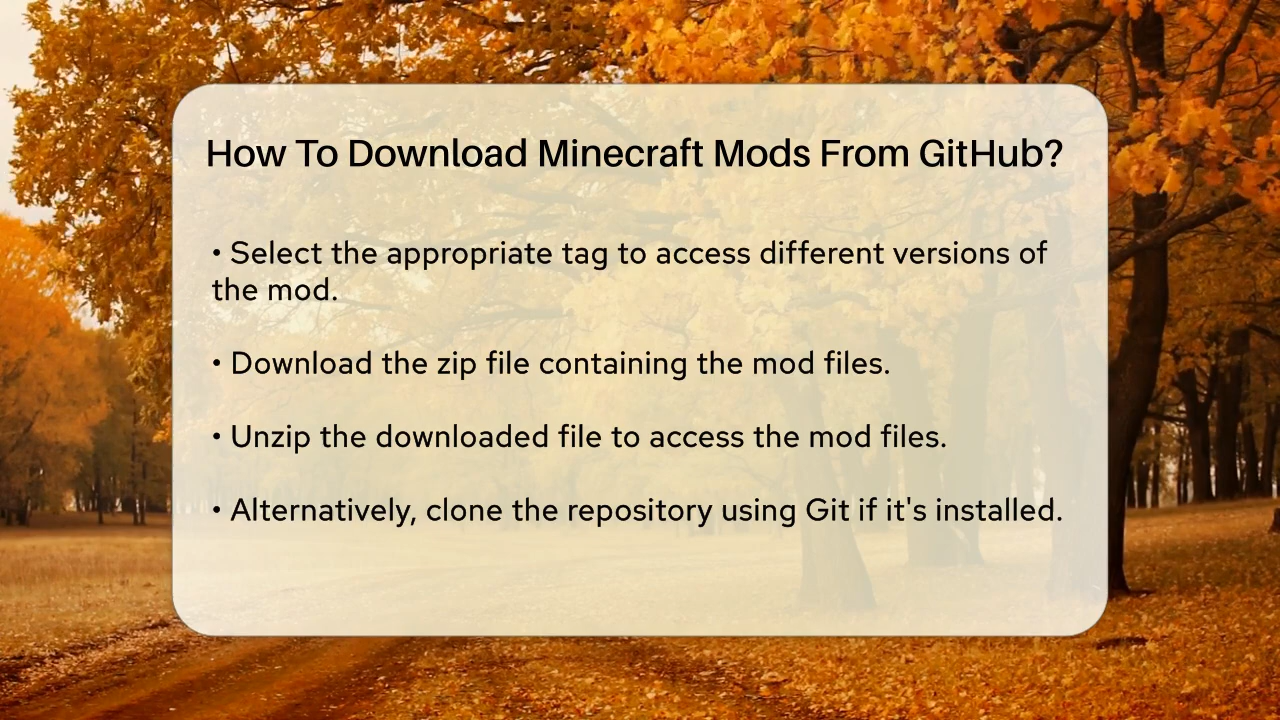 How To Download Minecraft Mods From GitHub?
• Select the appropriate tag to access different versions of
the mod.
• Download the zip file containing the mod files.
• Unzip the downloaded file to access the mod files.
• Alternatively, clone the repository using Git if it's installed.